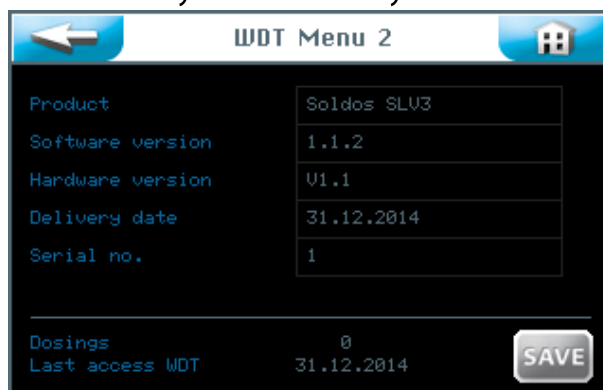 WDT Menu 2
Product Soldos SLV3
Software version 1.1.2
Hardware version V1.1
Delivery date 31.12.2014
Serial no. 1
Dosings 0
Last access WDT 31.12.2014
SAVE